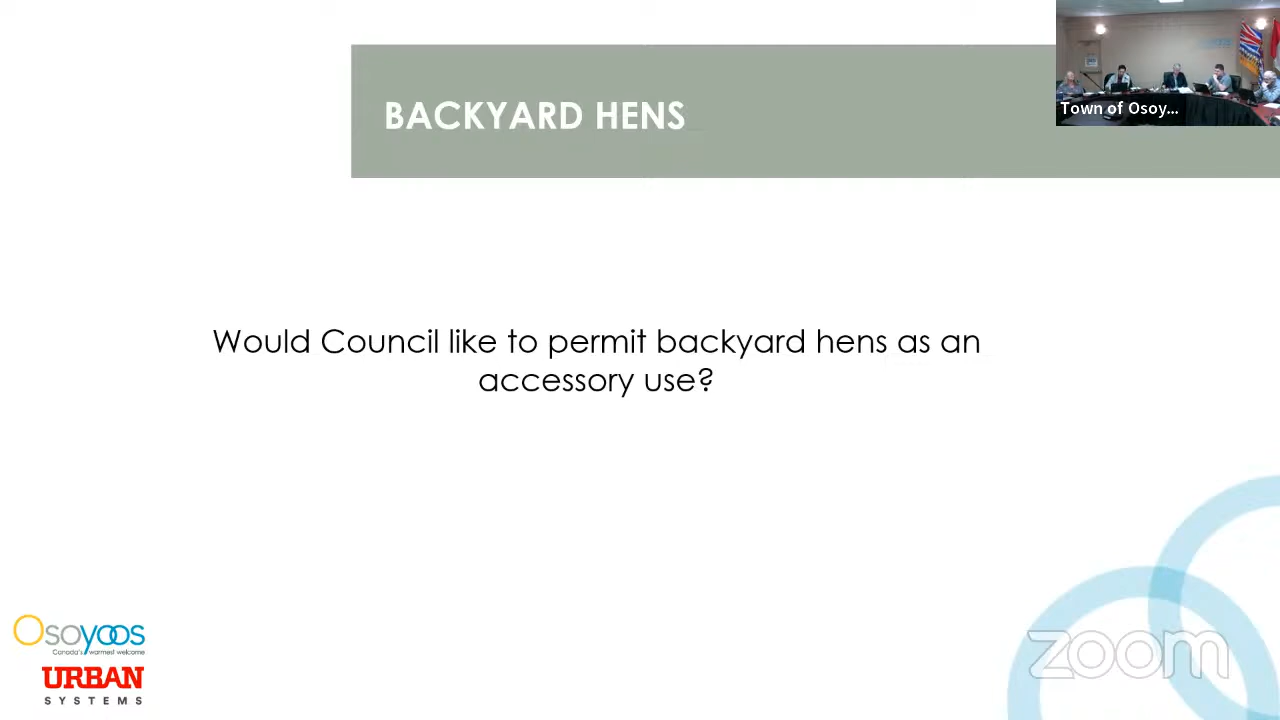 BACKYARD HENS
Town of Osoy...
Would Council like to permit backyard hens as an
accessory use?
Osoyoos
Canada's warmest welcome
URBAN
SYSTEMS
zoom